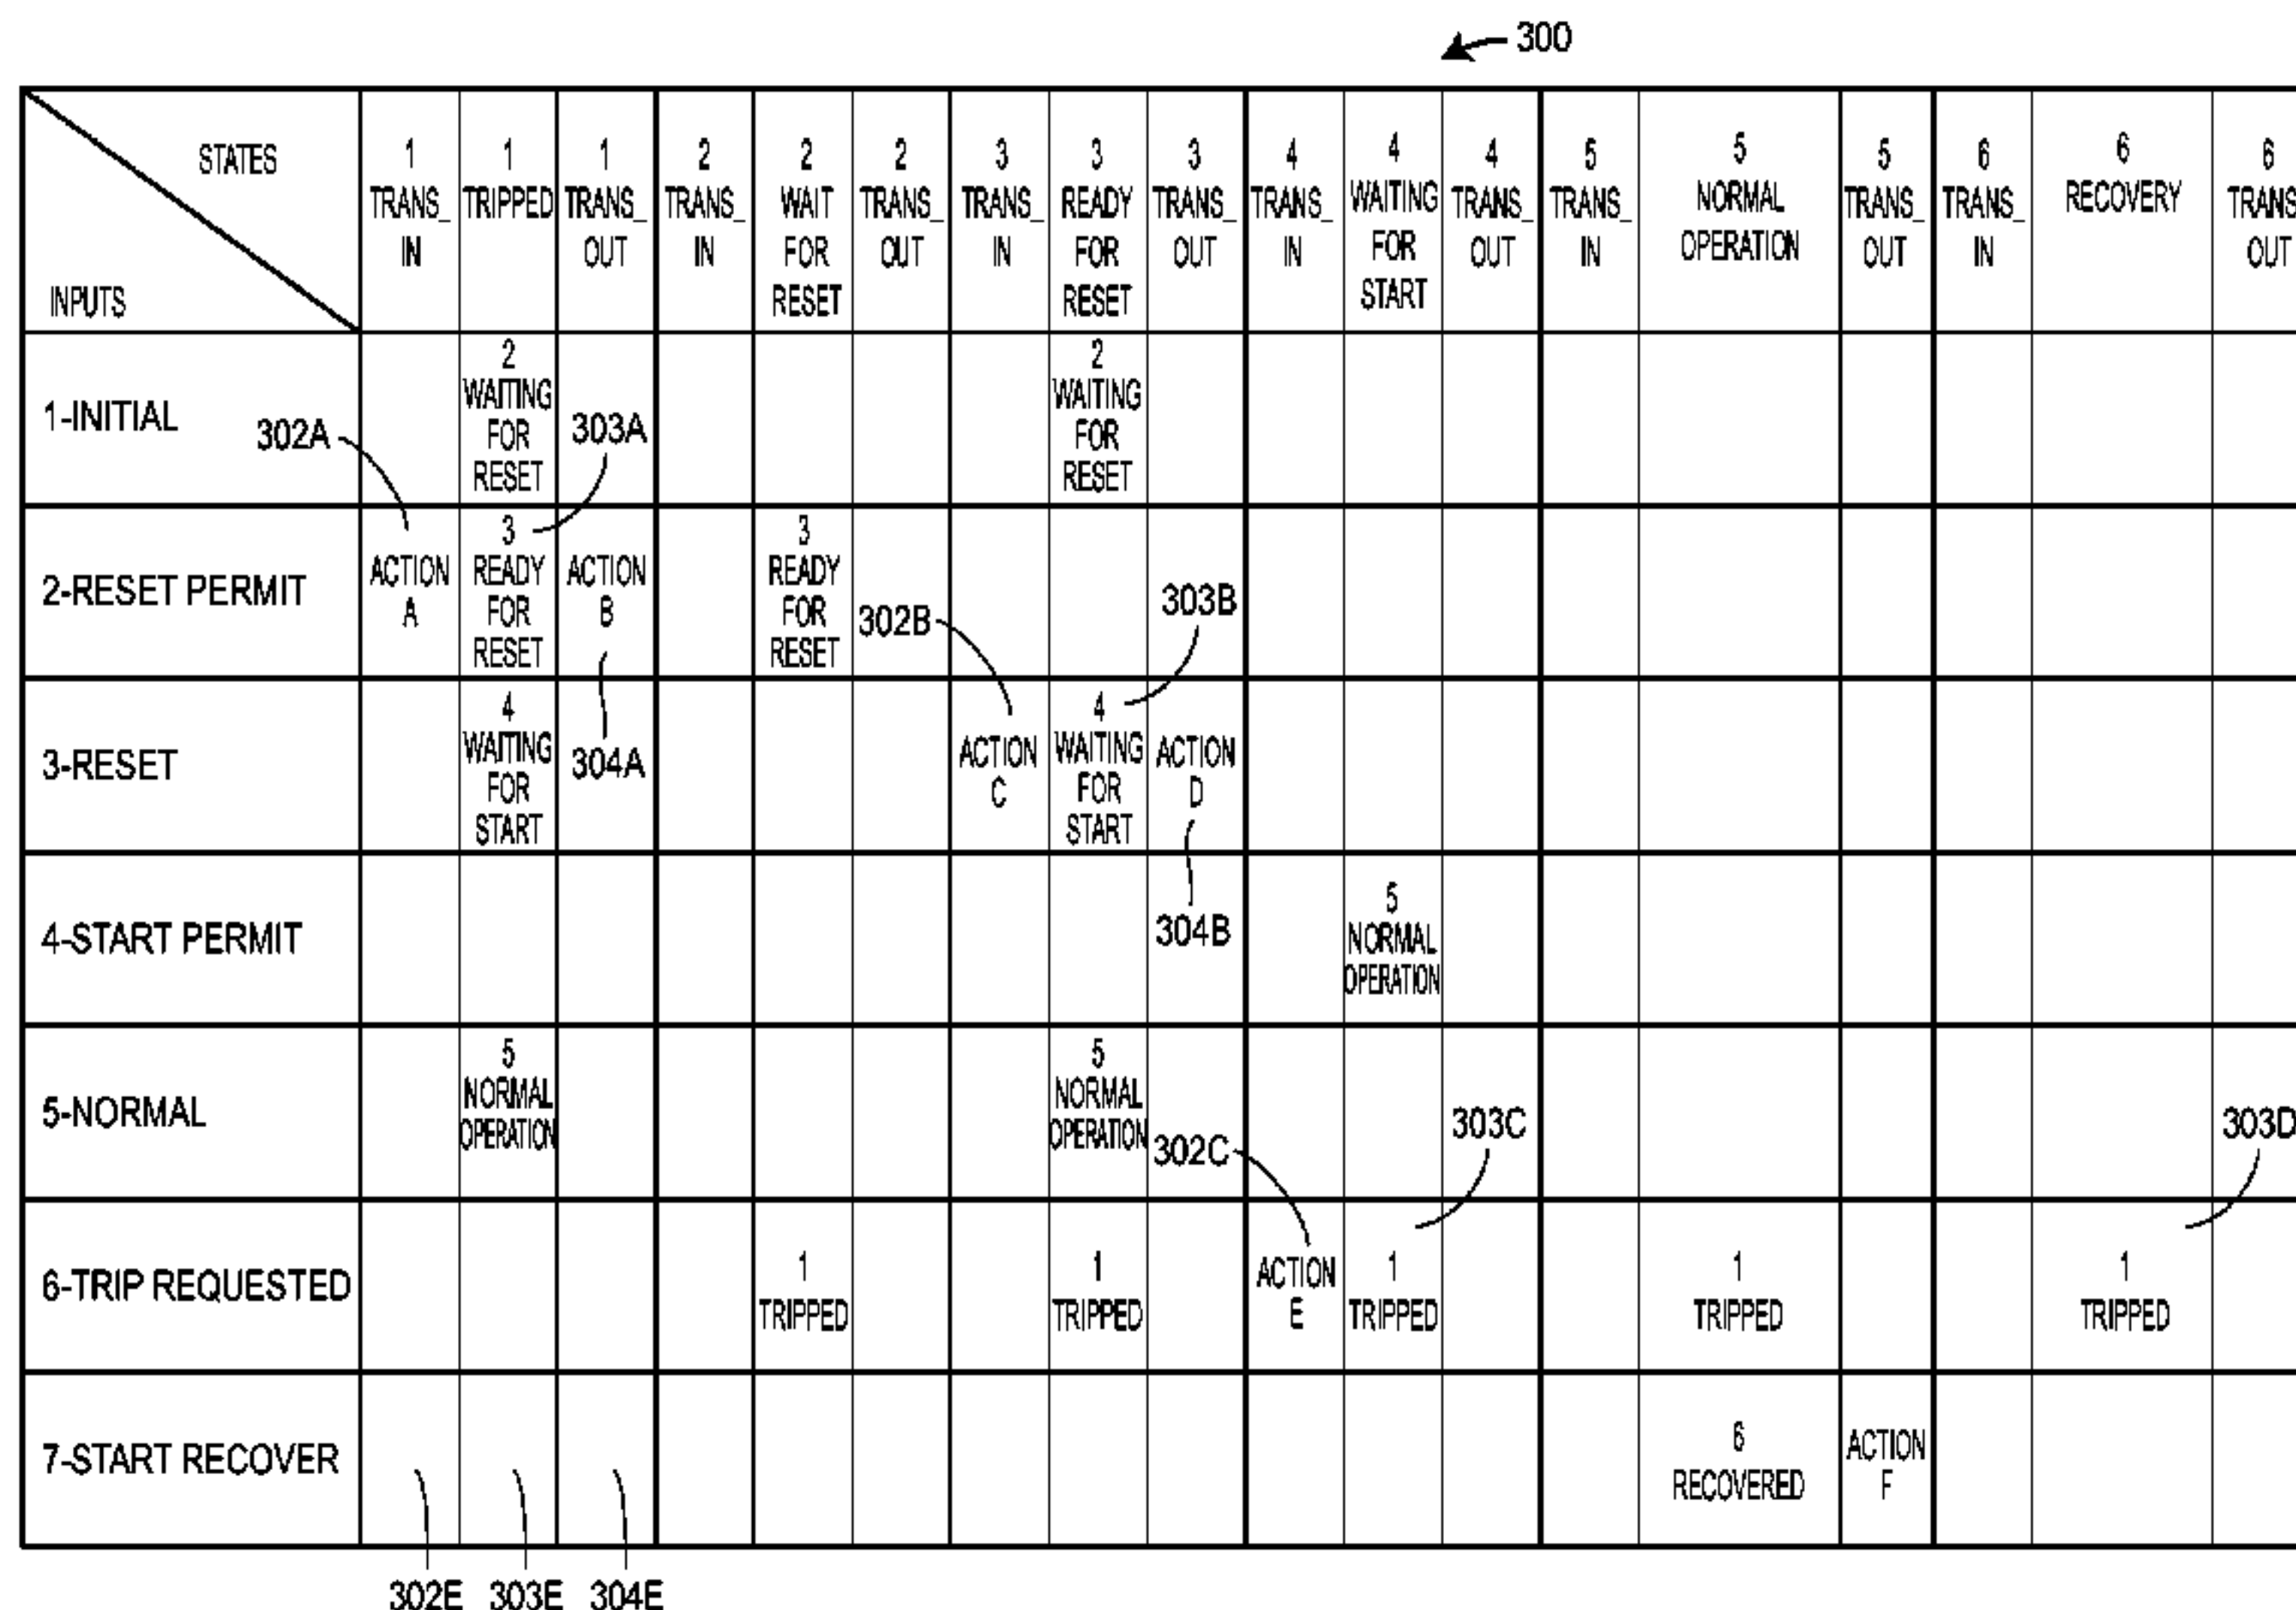 300
STATES
INPUTS
1
TRANS_
IN
1
TRIPPED
1
TRANS_
OUT
2
TRANS_
IN
2
WAIT
FOR
RESET
2
TRANS_
OUT
3
TRANS_
IN
3
READY
FOR
RESET
3
TRANS_
OUT
4
TRANS_
IN
4
WAITING
FOR
START
4
TRANS_
OUT
5
TRANS_
IN
5
NORMAL
OPERATION
5
TRANS_
OUT
6
TRANS_
IN
6
RECOVERY
6
TRANS
OUT
1-INITIAL
302A
2
WAITING
FOR
RESET
303A
2
WAITING
FOR
RESET
2-RESET PERMIT
ACTION
A
3
READY
FOR
RESET
ACTION
B
3
READY
FOR
RESET
302B
303B
3-RESET
4
WAITING
FOR
START
304A
ACTION
C
4
WAITING
FOR
START
ACTION
D
4-START PERMIT
304B
5
NORMAL
OPERATION
5-NORMAL
5
NORMAL
OPERATION
5
NORMAL
OPERATION
302C
303C
303D
6-TRIP REQUESTED
1
TRIPPED
1
TRIPPED
ACTION
E
1
TRIPPED
1
TRIPPED
1
TRIPPED
7-START RECOVER
6
RECOVERED
ACTION
F
302E
303E
304E